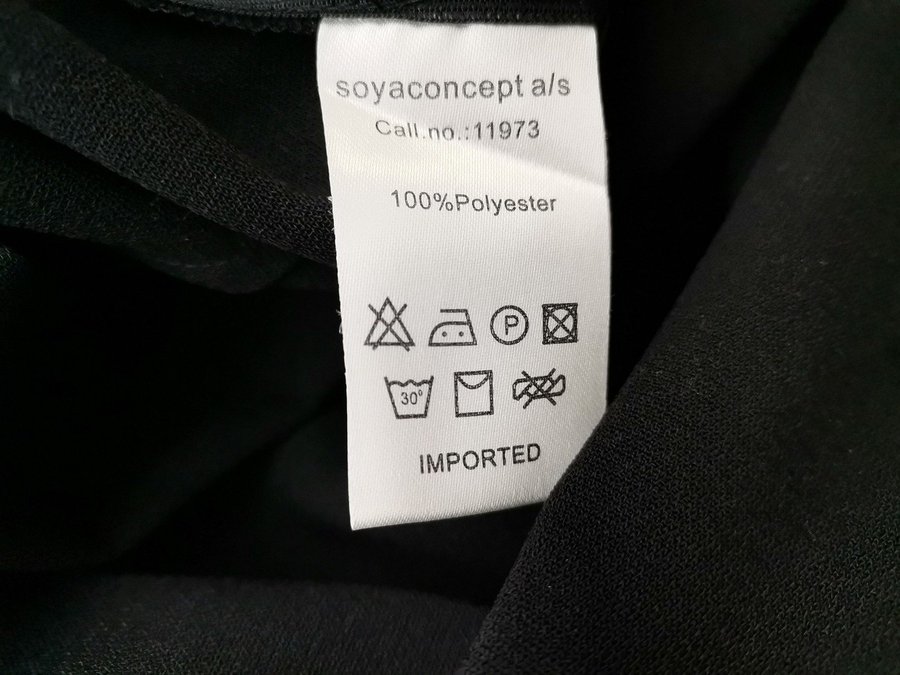 soyaconcept a/s
Call.no.:11973
100%Polyester
P
30°
IMPORTED